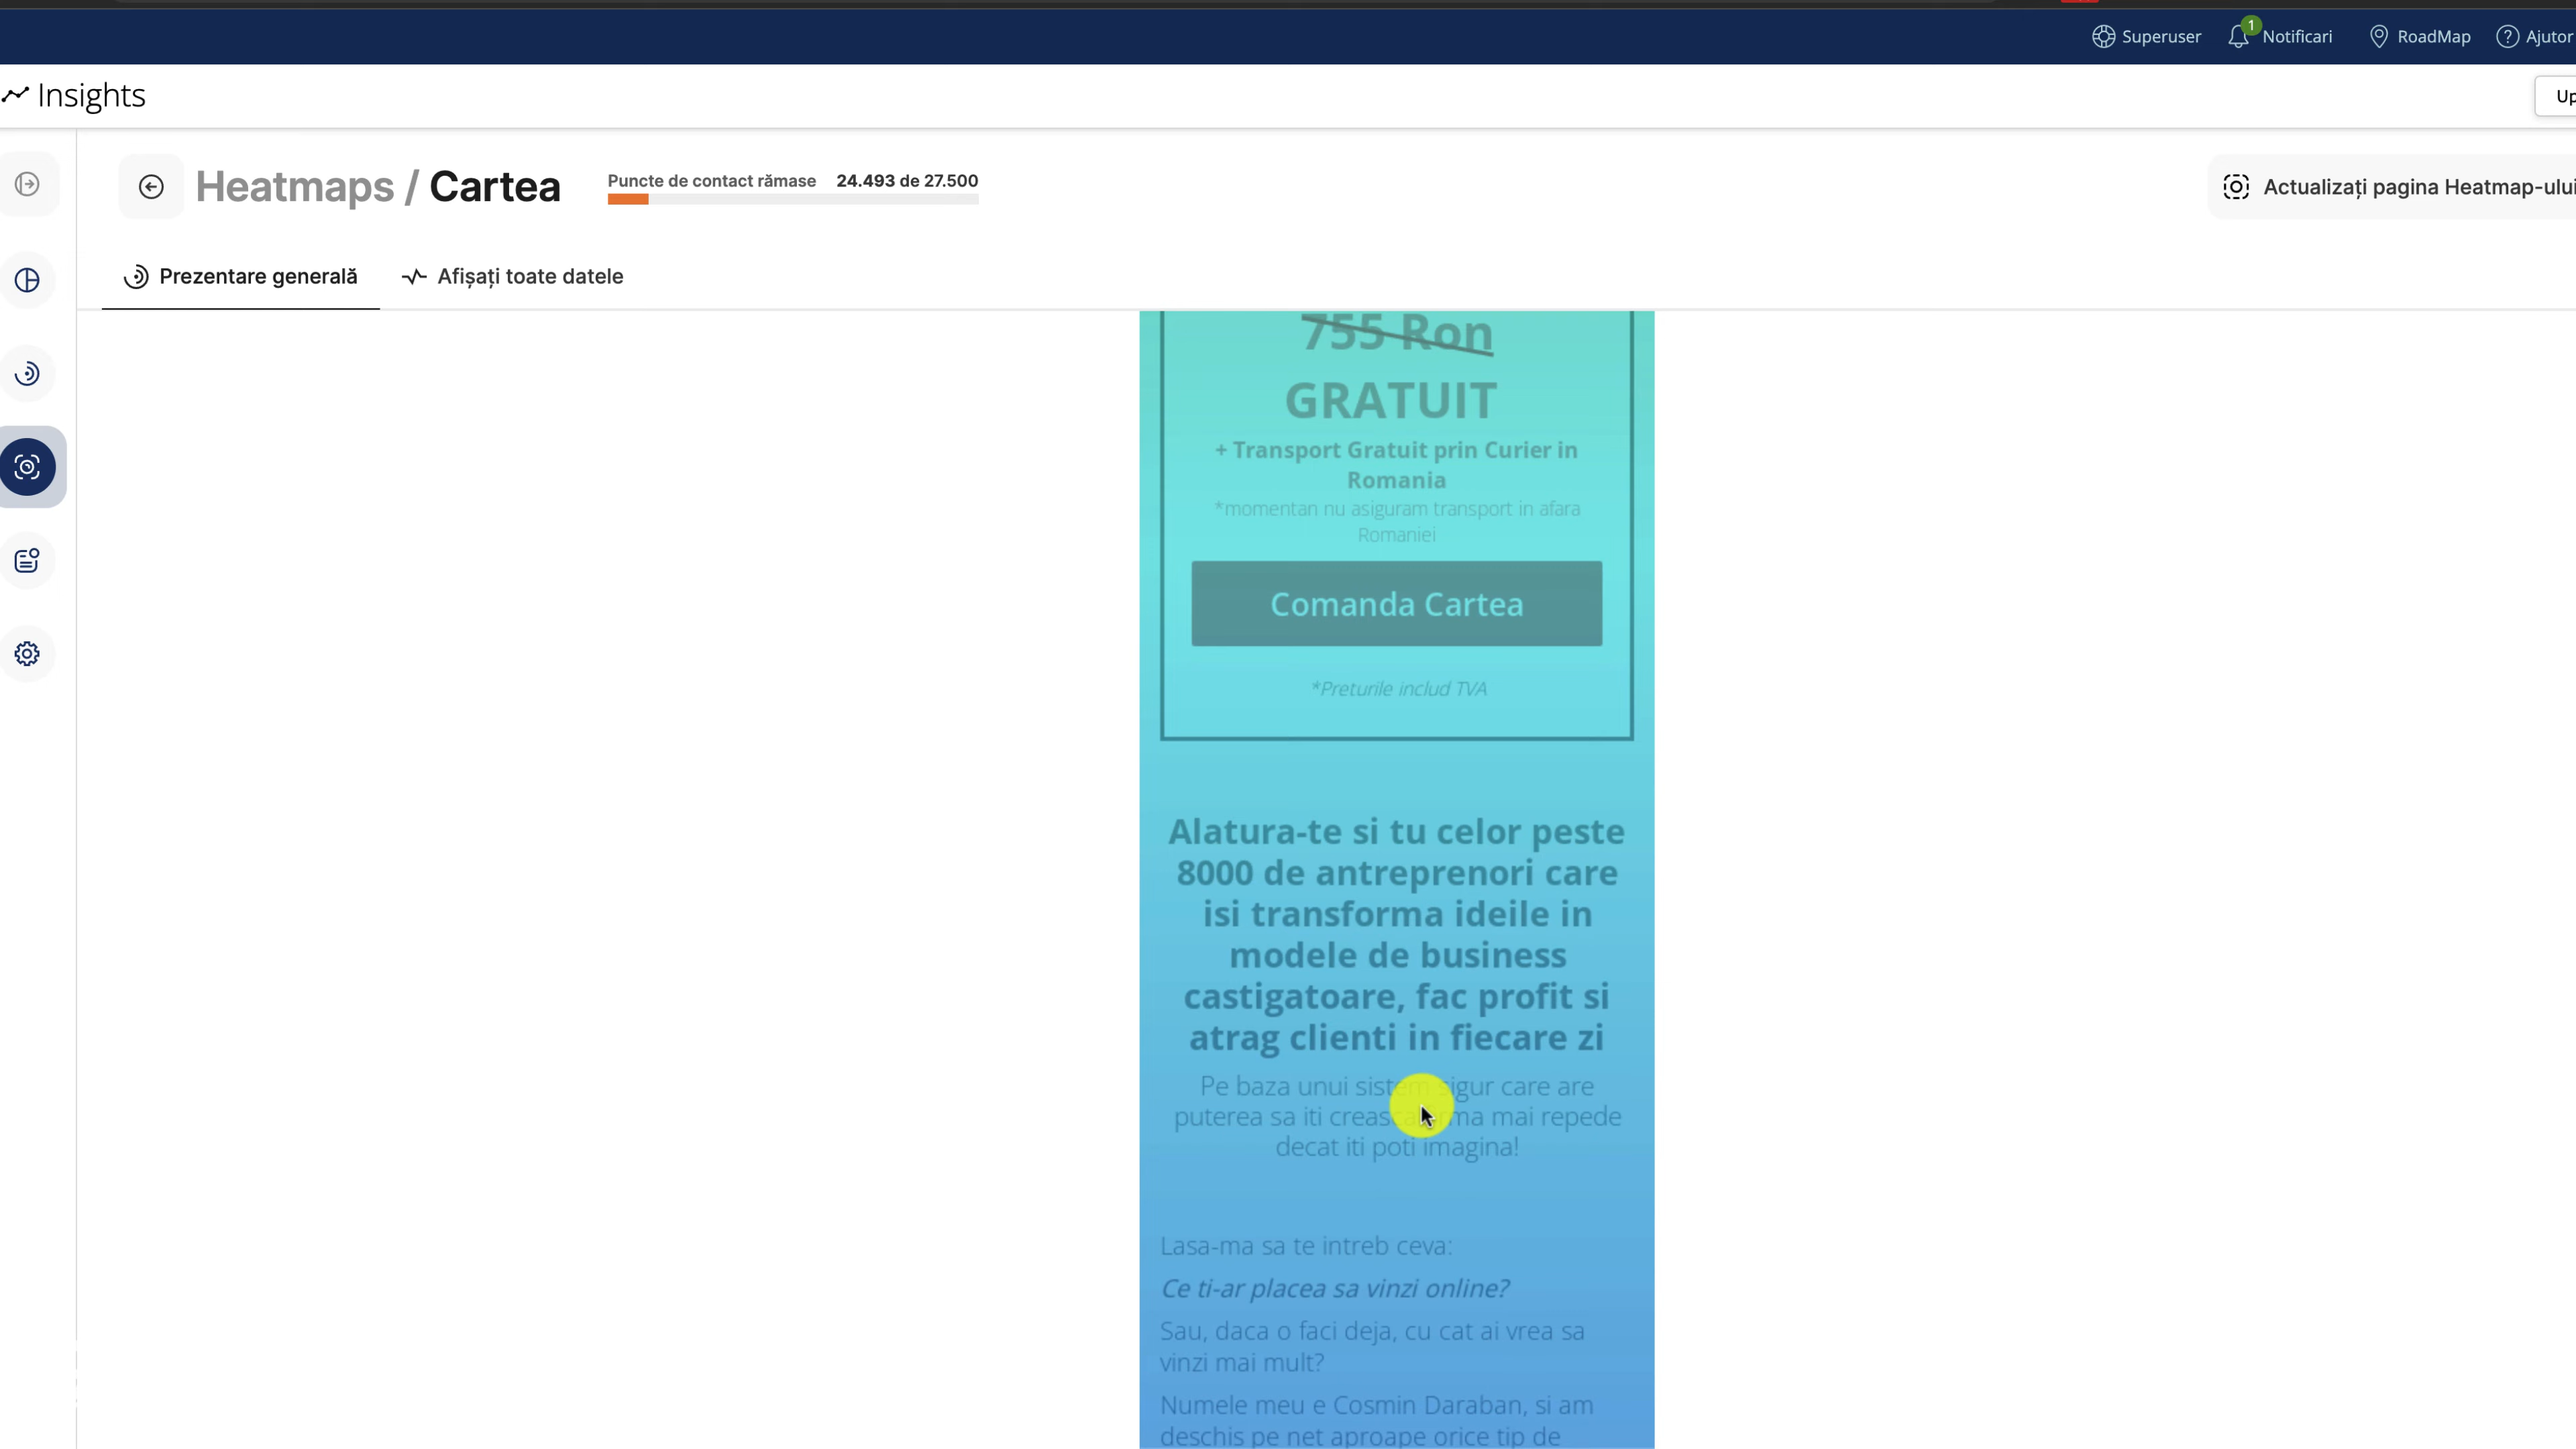 Superuser
1
Notificari
RoadMap
Ajutor
Insights
Up
Heatmaps / Cartea
Puncte de contact rămase 24.493 de 27.500
Actualizați pagina Heatmap-ului
Prezentare generală
Afișați toate datele
755 Ron
GRATUIT
+ Transport Gratuit prin Curier in
Romania
*momentan nu asiguram transport in afara
Romaniei
Comanda Cartea
*Preturile includ TVA
Alatura-te si tu celor peste
8000 de antreprenori care
isi transforma ideile in
modele de business
castigatoare, fac profit si
atrag clienti in fiecare zi
Pe baza unui sistem sigur care are
puterea sa iti creasca firma mai repede
decat iti poti imagina!
Lasa-ma sa te intreb ceva:
Ce ti-ar placea sa vinzi online?
Sau, daca o faci deja, cu cat ai vrea sa
vinzi mai mult?
Numele meu e Cosmin Daraban, si am
deschis pe net aproape orice tip de